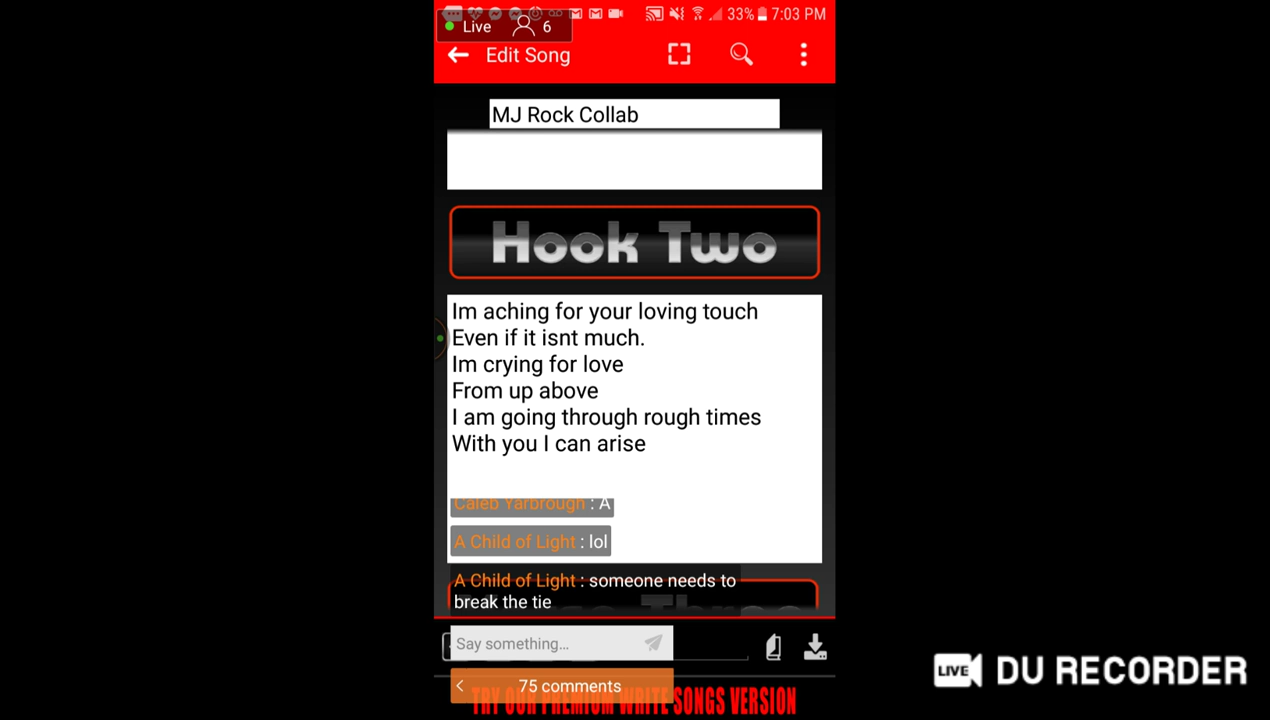 33% 7:03 PM
Live 6
Edit Song
MJ Rock Collab
Hook Two
Im aching for your loving touch
Even if it isnt much.
Im crying for love
From up above
I am going through rough times
With you I can arise
Caleb Yarbrough : A
A Child of Light : lol
A Child of Light : someone needs to
break the tie
Say something...
75 comments
TRY OUR PREMIUM WRITE SONGS VERSION
LIVE DU RECORDER